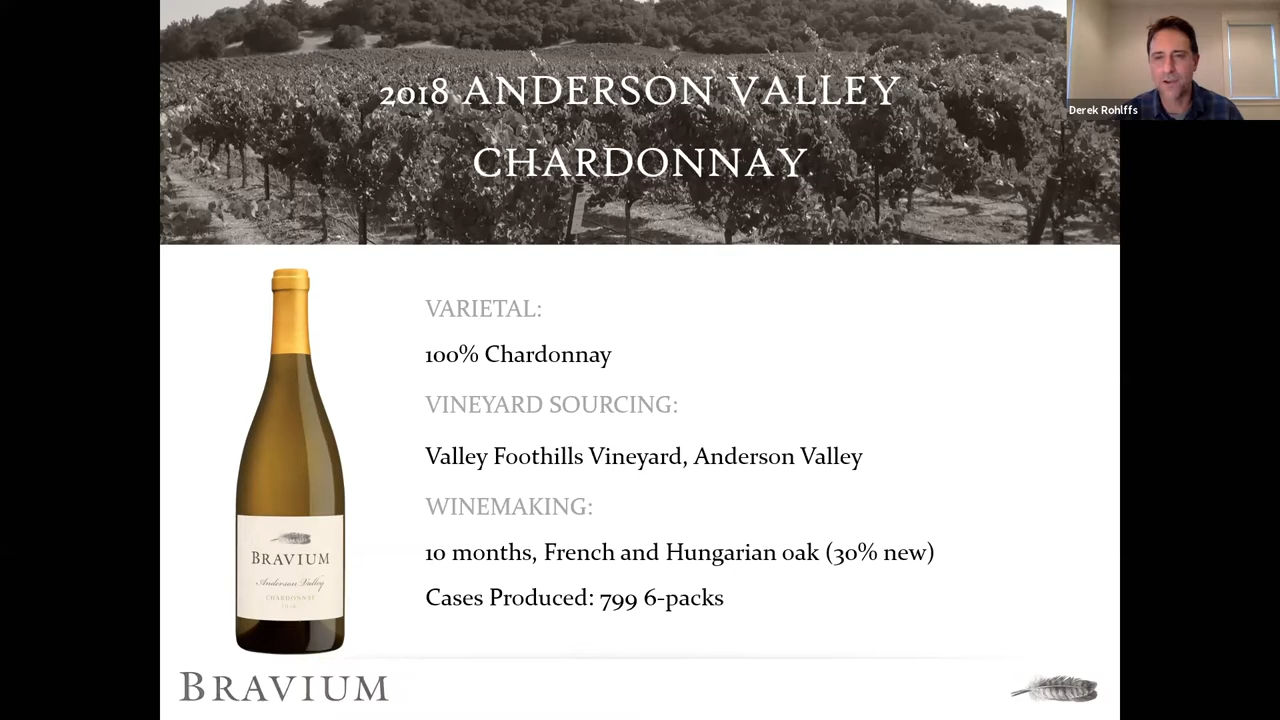 2018 ANDERSON VALLEY
CHARDONNAY
Derek Rohlffs
VARIETAL:
100% Chardonnay
VINEYARD SOURCING:
Valley Foothills Vineyard, Anderson Valley
WINEMAKING:
10 months, French and Hungarian oak (30% new)
Cases Produced: 799 6-packs
BRAVIUM
Anderson Valley
CHARDONNAY
BRAVIUM